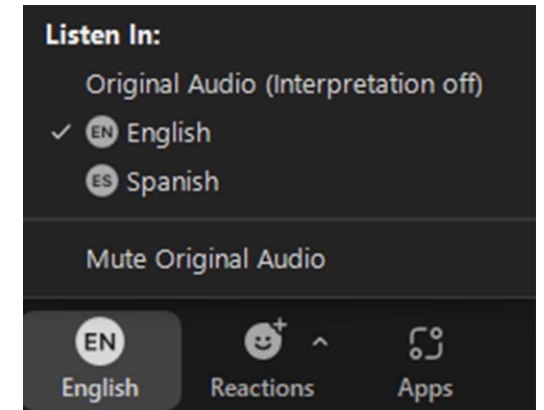 Listen In:
Original Audio (Interpretation off)
EN English
ES Spanish
Mute Original Audio
EN
English Reactions Apps